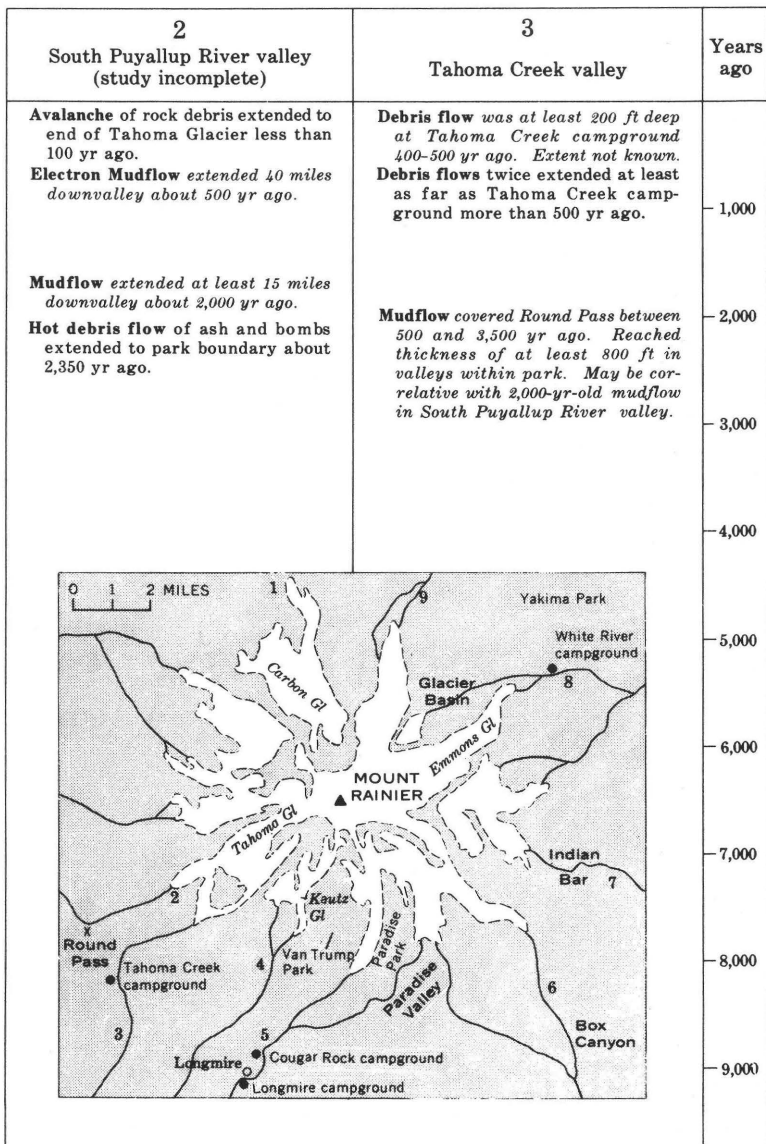 2
South Puyallup River valley
(study incomplete)
3
Tahoma Creek valley
Years
ago
Avalanche of rock debris extended to
end of Tahoma Glacier less than
100 yr ago.
Electron Mudflow extended 40 miles
downvalley about 500 yr ago.
Mudflow extended at least 15 miles
downvalley about 2,000 yr ago.
Hot debris flow of ash and bombs
extended to park boundary about
2,350 yr ago.
Debris flow was at least 200 ft deep
at Tahoma Creek campground
400–500 yr ago. Extent not known.
Debris flows twice extended at least
as far as Tahoma Creek camp-
ground more than 500 yr ago.
Mudflow covered Round Pass between
500 and 3,500 yr ago. Reached
thickness of at least 800 ft in
valleys within park. May be cor-
relative with 2,000-yr-old mudflow
in South Puyallup River valley.
1,000
2,000
3,000
4,000
5,000
6,000
7,000
8,000
9,000
0 1 2 MILES
1
9
Yakima Park
White River
campground
8
Carbon Gl
Glacier
Basin
Emmons Gl
MOUNT
RAINIER
Tahoma Gl
Indian
Bar
7
2
Kautz
Gl
x
Round
Pass
Tahoma Creek
campground
4
Van Trump
Park
Paradise Park
Paradise
Valley
6
3
5
Box
Canyon
Cougar Rock campground
Longmire
Longmire campground